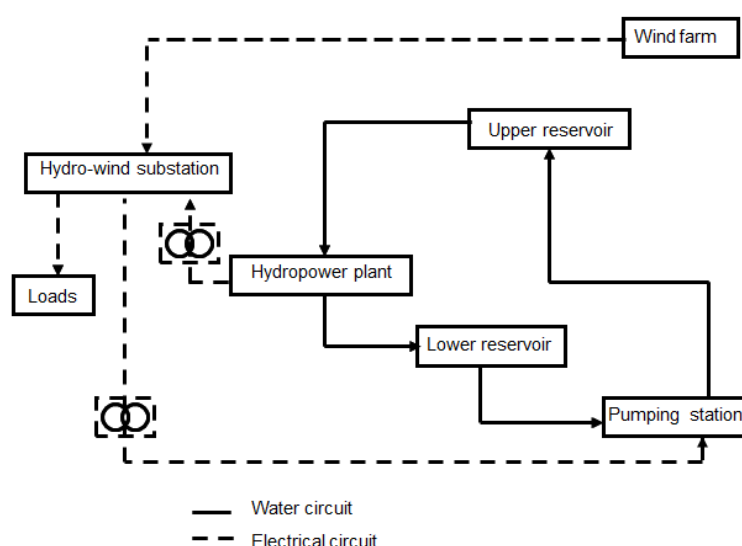 Wind farm
Upper reservoir
Hydro-wind substation
Hydropower plant
Loads
Lower reservoir
Pumping station
Water circuit
Electrical circuit